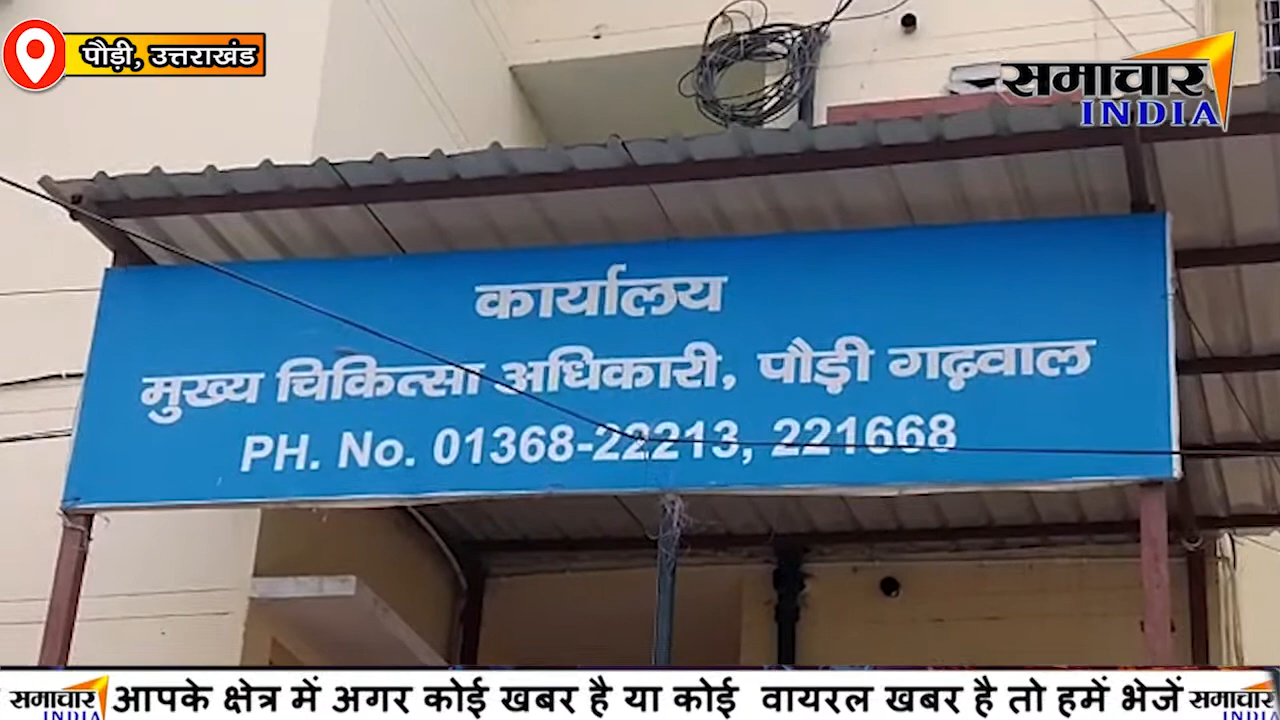 पौड़ी, उत्तराखंड
समाचार
INDIA
कार्यालय
मुख्य चिकित्सा अधिकारी, पौड़ी गढ़वाल
PH. No. 01368-22213, 221668
समाचार INDIA आपके क्षेत्र में अगर कोई खबर है या कोई वायरल खबर है तो हमें भेजें समाचार INDIA